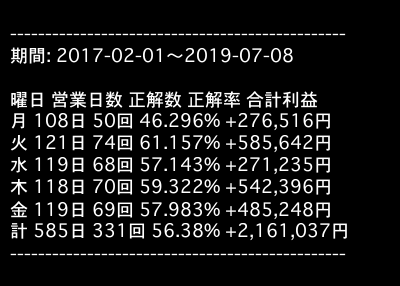 ------------------------------------------------
期間: 2017-02-01～2019-07-08
曜日 営業日数 正解数 正解率 合計利益
月 108日 50回 46.296% +276,516円
火 121日 74回 61.157% +585,642円
水 119日 68回 57.143% +271,235円
木 118日 70回 59.322% +542,396円
金 119日 69回 57.983% +485,248円
計 585日 331回 56.38% +2,161,037円
------------------------------------------------